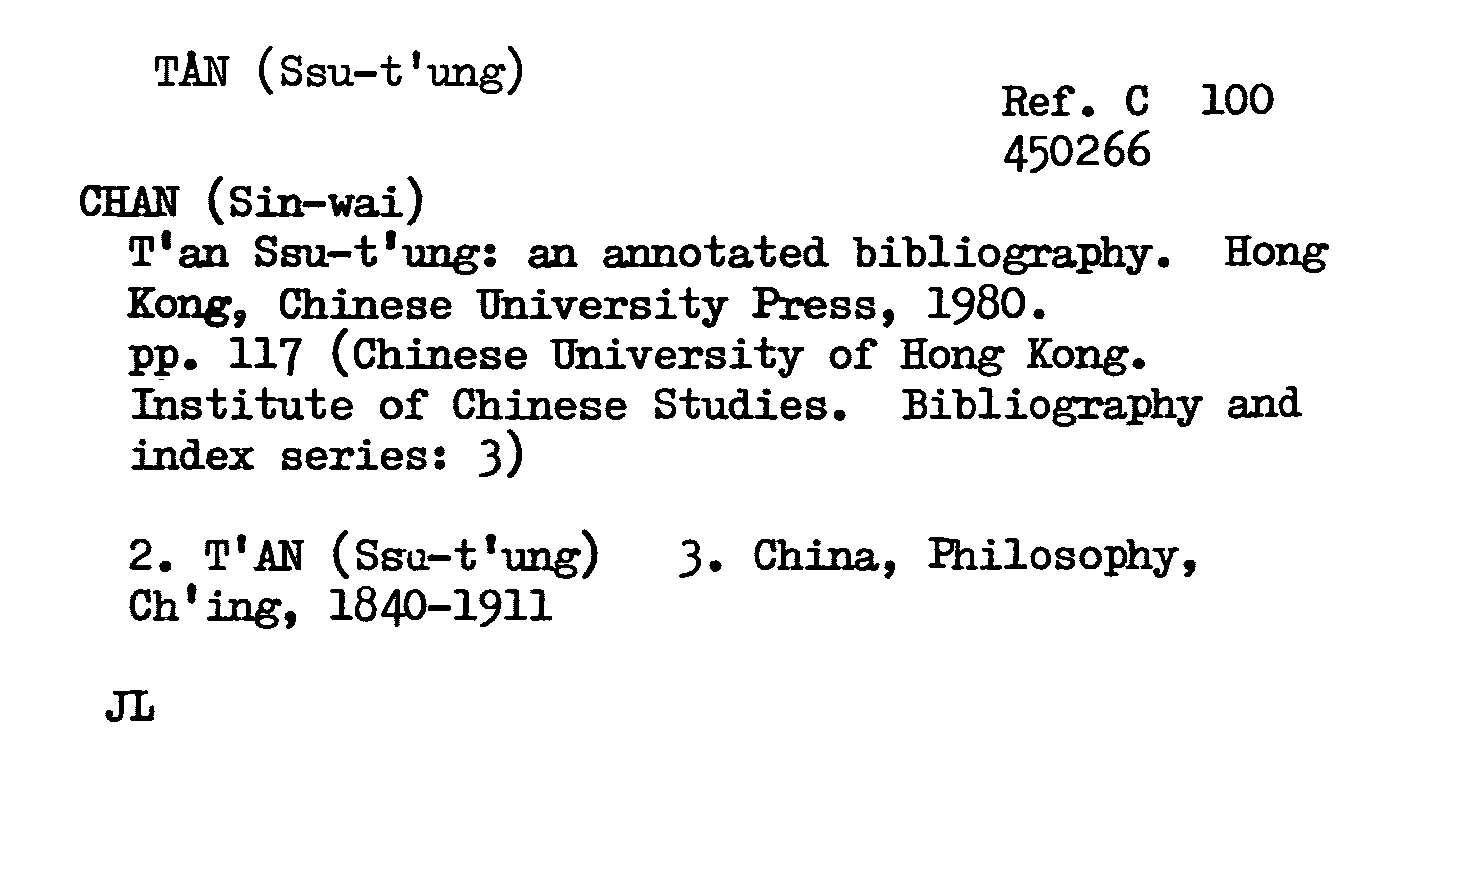 TÅN (Ssu-t'ung)
Ref. C 100
450266
CHAN (Sin-wai)
T'an Ssu-t'ung: an annotated bibliography. Hong
Kong, Chinese University Press, 1980.
pp. 117 (Chinese University of Hong Kong.
Institute of Chinese Studies. Bibliography and
index series: 3)
2. T'AN (Ssu-t'ung) 3. China, Philosophy,
Ch'ing, 1840-1911
JL